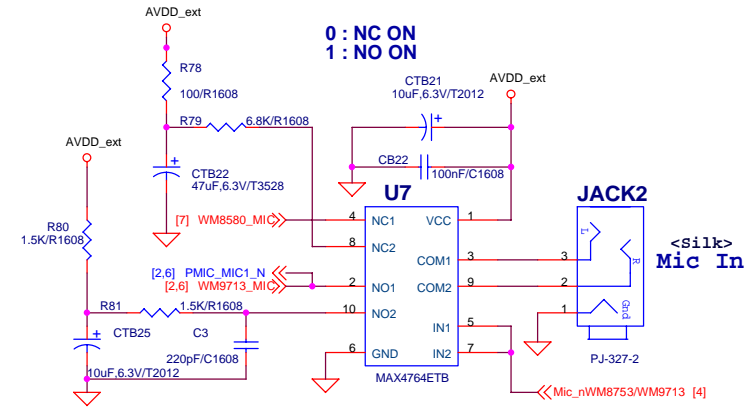 AVDD_ext
0 : NC ON
1 : NO ON
R78
100/R1608
CTB21
10uF,6.3V/T2012
AVDD_ext
R79
6.8K/R1608
AVDD_ext
CTB22
47uF,6.3V/T3528
CB22
100nF/C1608
U7
JACK2
R80
1.5K/R1608
[7] WM8580_MIC
4
NC1
VCC
1
8
NC2
COM1
3
3
L
R
<Silk>
Mic In
[2,6] PMIC_MIC1_N
[2,6] WM9713_MIC
2
NO1
COM2
9
2
R81
1.5K/R1608
10
NO2
1
Gnd
CTB25
C3
IN1
5
220pF/C1608
10uF,6.3V/T2012
6
GND
IN2
7
MAX4764ETB
PJ-327-2
Mic_nWM8753/WM9713 [4]